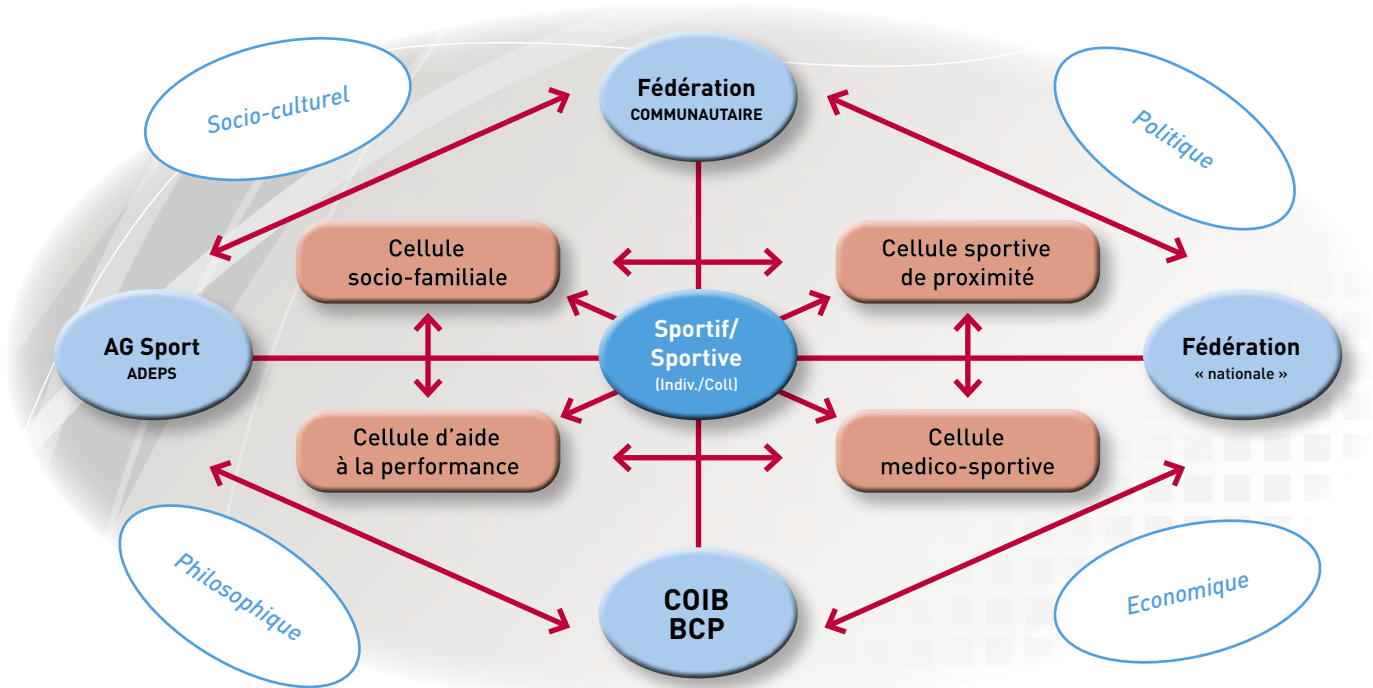 Socio-culturel
Fédération
COMMUNAUTAIRE
Politique
Cellule
socio-familiale
Cellule sportive
de proximité
AG Sport
ADEPS
Sportif/
Sportive
(Indiv./Coll)
Fédération
« nationale »
Cellule d’aide
à la performance
Cellule
medico-sportive
Philosophique
COIB
BCP
Economique